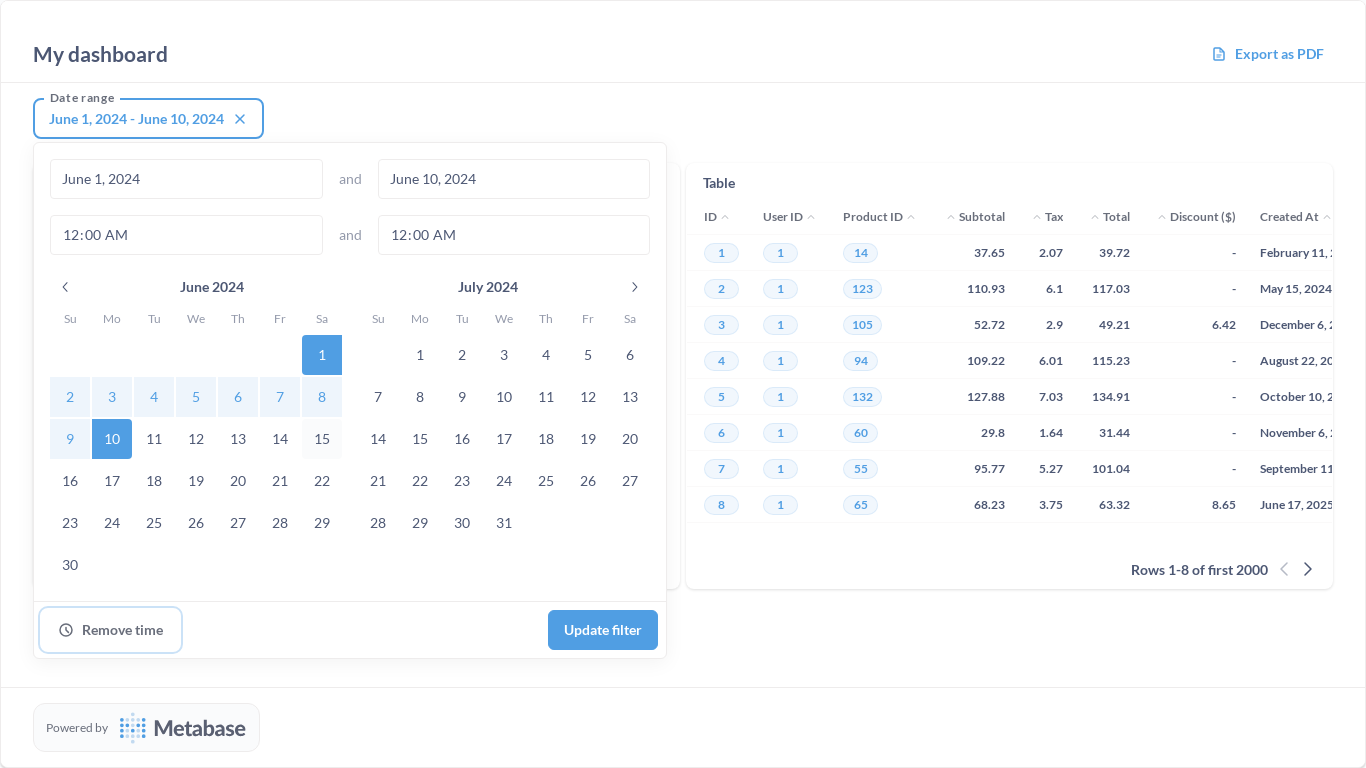 My dashboard
Export as PDF
Date range
June 1, 2024 - June 10, 2024
June 1, 2024 and June 10, 2024
12:00 AM and 12:00 AM
June 2024
Su Mo Tu We Th Fr Sa
1
2 3 4 5 6 7 8
9 10 11 12 13 14 15
16 17 18 19 20 21 22
23 24 25 26 27 28 29
30
July 2024
Su Mo Tu We Th Fr Sa
1 2 3 4 5 6
7 8 9 10 11 12 13
14 15 16 17 18 19 20
21 22 23 24 25 26 27
28 29 30 31
Remove time
Update filter
Table
ID User ID Product ID Subtotal Tax Total Discount ($) Created At
1 1 14 37.65 2.07 39.72 - February 11,
2 1 123 110.93 6.1 117.03 - May 15, 2024
3 1 105 52.72 2.9 49.21 6.42 December 6,
4 1 94 109.22 6.01 115.23 - August 22,
5 1 132 127.88 7.03 134.91 - October 10,
6 1 60 29.8 1.64 31.44 - November 6,
7 1 55 95.77 5.27 101.04 - September 11
8 1 65 68.23 3.75 63.32 8.65 June 17, 2025
Rows 1-8 of first 2000
Powered by Metabase